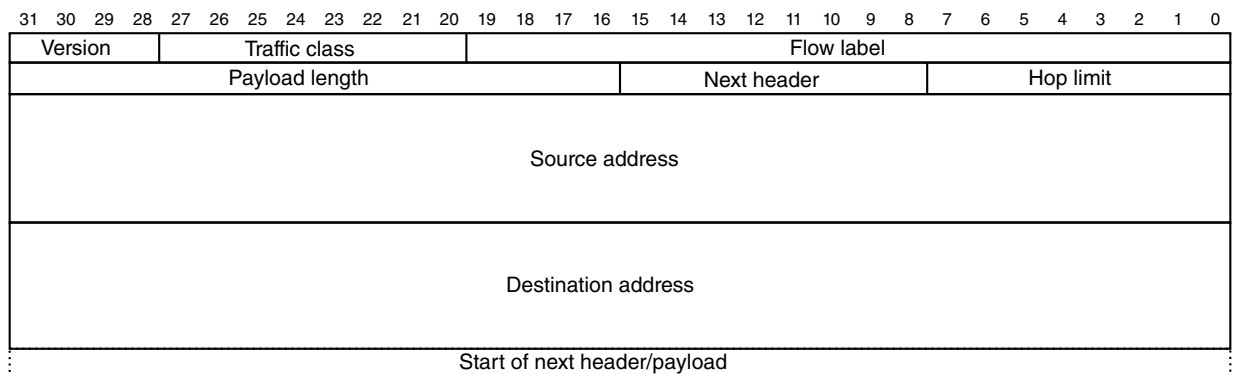 31 30 29 28 27 26 25 24 23 22 21 20 19 18 17 16 15 14 13 12 11 10 9 8 7 6 5 4 3 2 1 0
Version Traffic class Flow label
Payload length Next header Hop limit
Source address
Destination address
Start of next header/payload